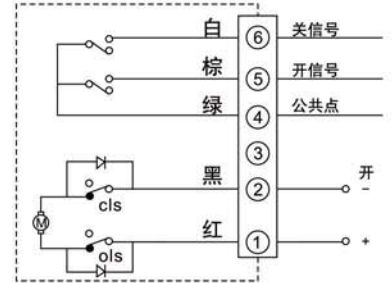 白 ⑥ 关信号
棕 ⑤ 开信号
绿 ④ 公共点
③
黑 ② 开 −
cls
M
红 ① +
ols